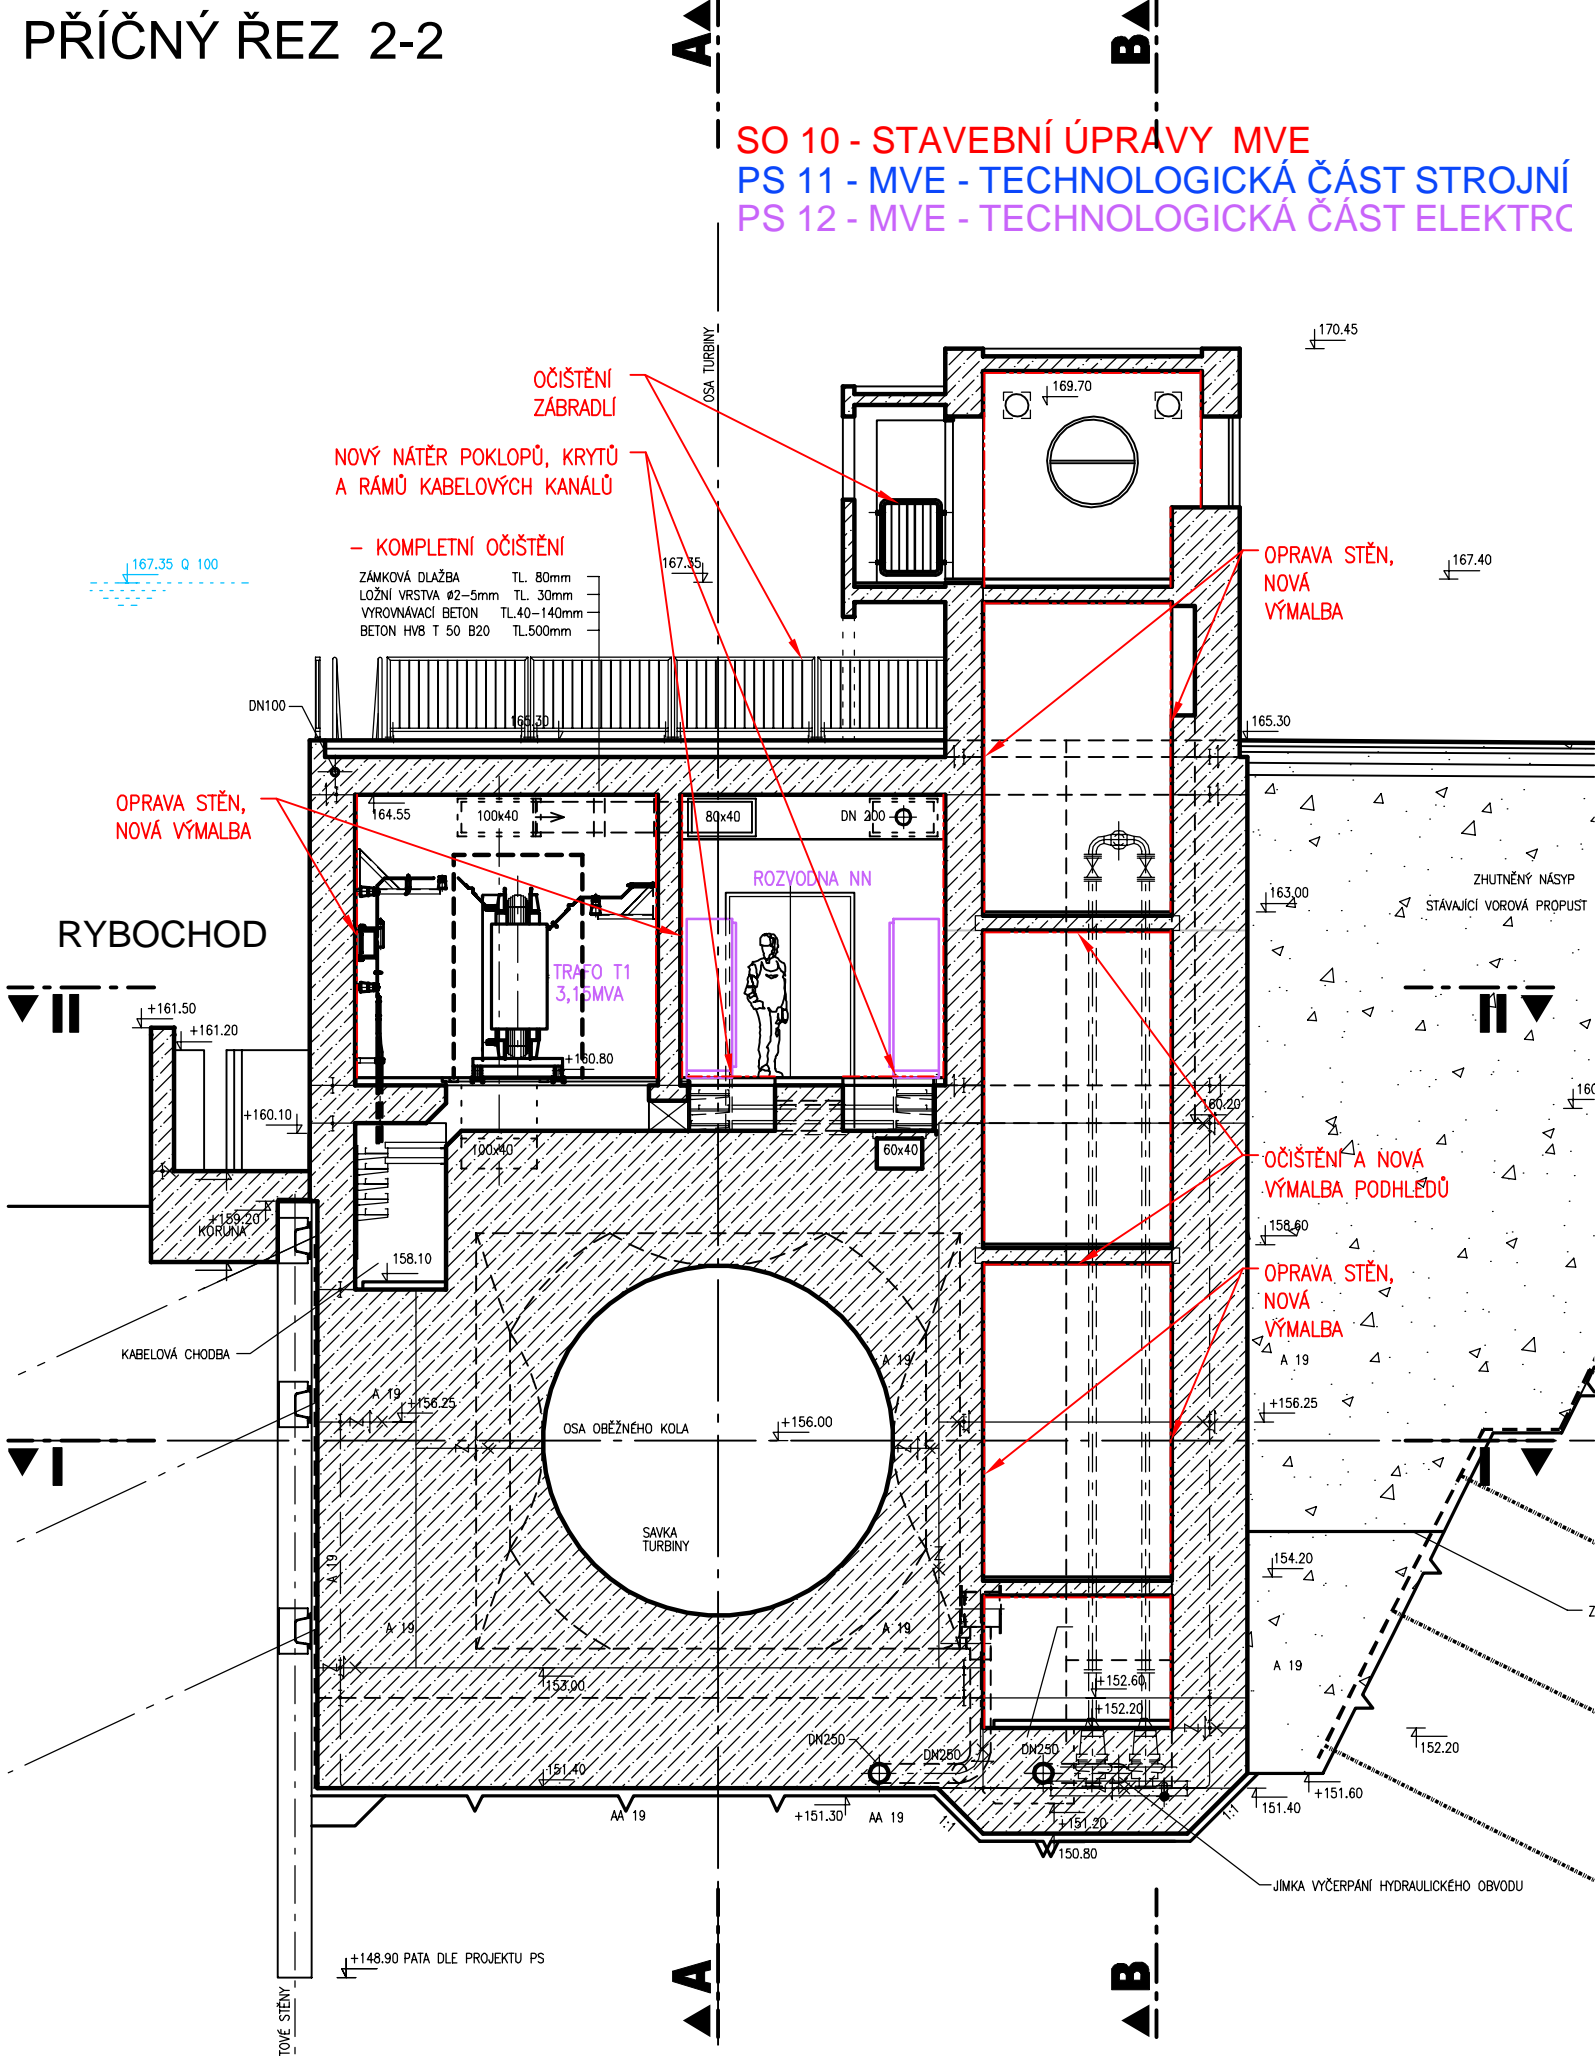 PŘÍČNÝ ŘEZ 2-2
A
B
SO 10 - STAVEBNÍ ÚPRAVY MVE
PS 11 - MVE - TECHNOLOGICKÁ ČÁST STROJNÍ
PS 12 - MVE - TECHNOLOGICKÁ ČÁST
OSA TURBINY
170.45
169.70
OČIŠTĚNÍ
ZÁBRADLÍ
NOVÝ NÁTĚR POKLOPŮ, KRYTŮ
A RÁMŮ KABELOVÝCH KANÁLŮ
– KOMPLETNÍ OČIŠTĚNÍ
167.35 Q 100
167.35
167.40
ZÁMKOVÁ DLAŽBA TL. 80mm
LOŽNÍ VRSTVA ø2–5mm TL. 30mm
VYROVNÁVACÍ BETON TL.40–140mm
BETON HV8 T 50 B20 TL.500mm
OPRAVA STĚN,
NOVÁ
VÝMALBA
DN100
165.30
165.30
OPRAVA STĚN,
NOVÁ VÝMALBA
164.55
100x40
80x40
DN 200
ROZVODNA NN
163.00
ZHUTNĚNÝ NÁSYP
STÁVAJÍCÍ VOROVÁ PROPUST
RYBOCHOD
TRAFO T1
3,15MVA
II
II
+161.50
+161.20
+160.80
+160.10
160.20
100x40
60x40
OČIŠTĚNÍ A NOVÁ
VÝMALBA PODHLEDŮ
+159.20
KORUNA
158.60
158.10
OPRAVA STĚN,
NOVÁ
VÝMALBA
KABELOVÁ CHODBA
A 19
A 19
A 19
+156.25
+156.25
OSA OBĚŽNÉHO KOLA
+156.00
I
I
SAVKA
TURBINY
154.20
A 19
A 19
A 19
A 19
153.00
+152.60
+152.20
152.20
DN250
DN250
DN250
151.40
+151.60
151.40
AA 19
+151.30
AA 19
1:1
1:1
+151.20
150.80
JÍMKA VYČERPÁNÍ HYDRAULICKÉHO OBVODU
+148.90 PATA DLE PROJEKTU PS
A
B
STĚNY